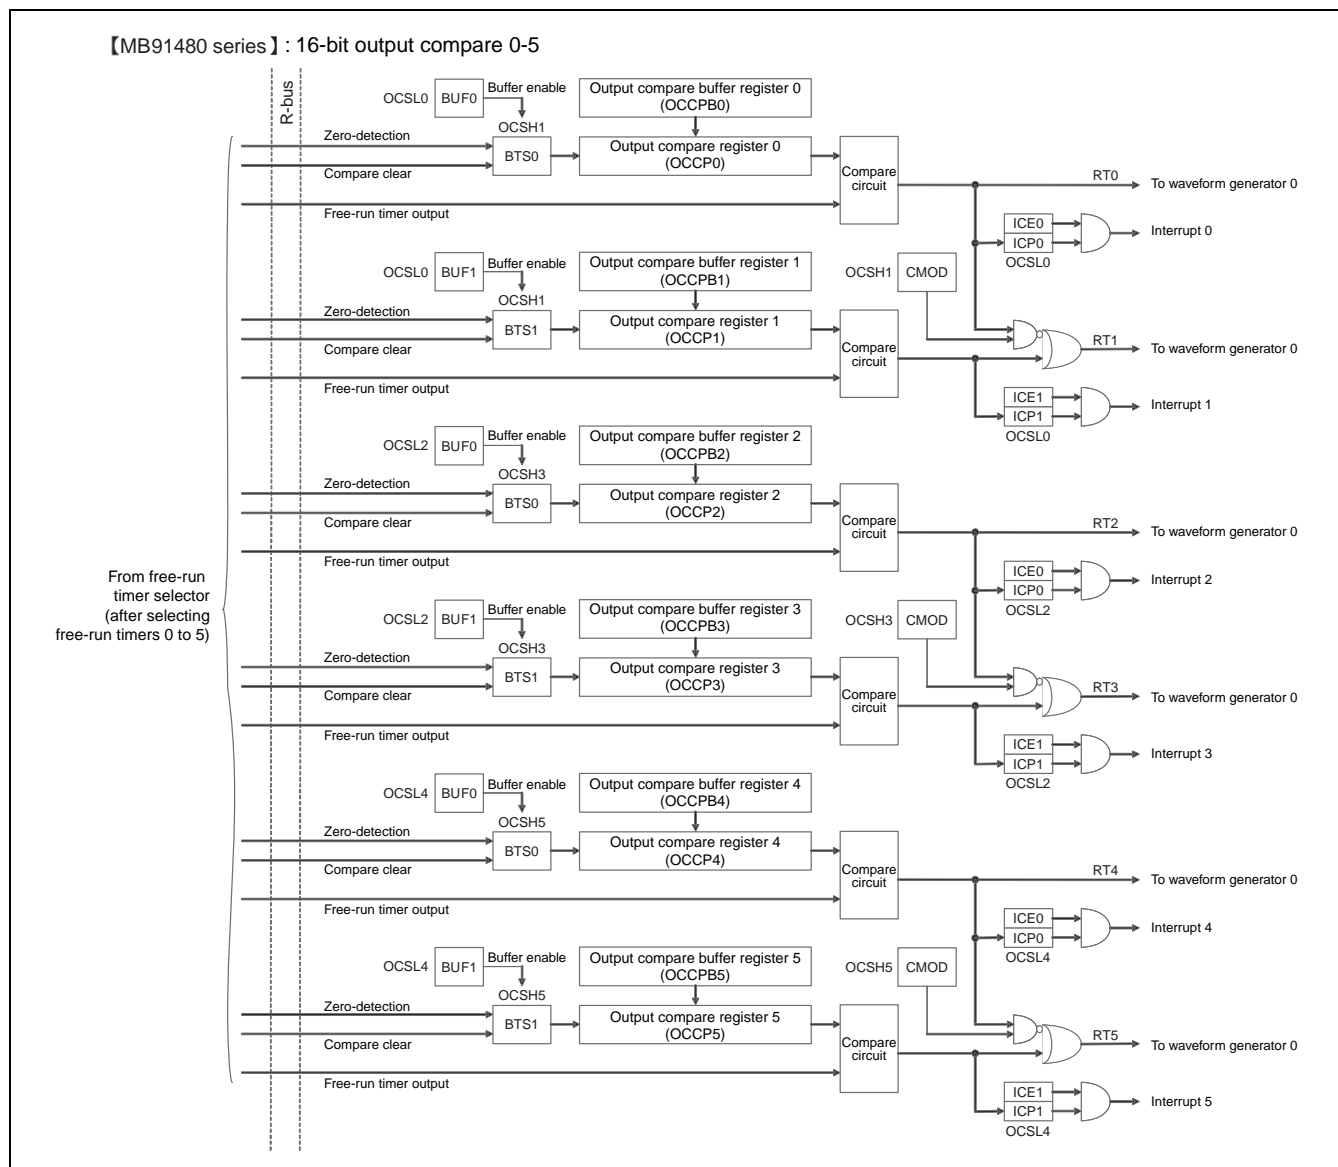 【MB91480 series】: 16-bit output compare 0-5
R-bus
OCSL0
BUF0
Buffer enable
OCSH1
Output compare buffer register 0
(OCCPB0)
Zero-detection
BTS0
Output compare register 0
(OCCP0)
Compare clear
Compare
circuit
Free-run timer output
RT0
To waveform generator 0
ICE0
ICP0
OCSL0
Interrupt 0
OCSL0
BUF1
Buffer enable
OCSH1
Output compare buffer register 1
(OCCPB1)
OCSH1
CMOD
Zero-detection
BTS1
Output compare register 1
(OCCP1)
Compare clear
Compare
circuit
Free-run timer output
RT1
To waveform generator 0
ICE1
ICP1
OCSL0
Interrupt 1
OCSL2
BUF0
Buffer enable
OCSH3
Output compare buffer register 2
(OCCPB2)
Zero-detection
BTS0
Output compare register 2
(OCCP2)
Compare clear
Compare
circuit
Free-run timer output
RT2
To waveform generator 0
ICE0
ICP0
OCSL2
Interrupt 2
From free-run
timer selector
(after selecting
free-run timers 0 to 5)
OCSL2
BUF1
Buffer enable
OCSH3
Output compare buffer register 3
(OCCPB3)
OCSH3
CMOD
Zero-detection
BTS1
Output compare register 3
(OCCP3)
Compare clear
Compare
circuit
Free-run timer output
RT3
To waveform generator 0
ICE1
ICP1
OCSL2
Interrupt 3
OCSL4
BUF0
Buffer enable
OCSH5
Output compare buffer register 4
(OCCPB4)
Zero-detection
BTS0
Output compare register 4
(OCCP4)
Compare clear
Compare
circuit
Free-run timer output
RT4
To waveform generator 0
ICE0
ICP0
OCSL4
Interrupt 4
OCSL4
BUF1
Buffer enable
OCSH5
Output compare buffer register 5
(OCCPB5)
OCSH5
CMOD
Zero-detection
BTS1
Output compare register 5
(OCCP5)
Compare clear
Compare
circuit
Free-run timer output
RT5
To waveform generator 0
ICE1
ICP1
OCSL4
Interrupt 5